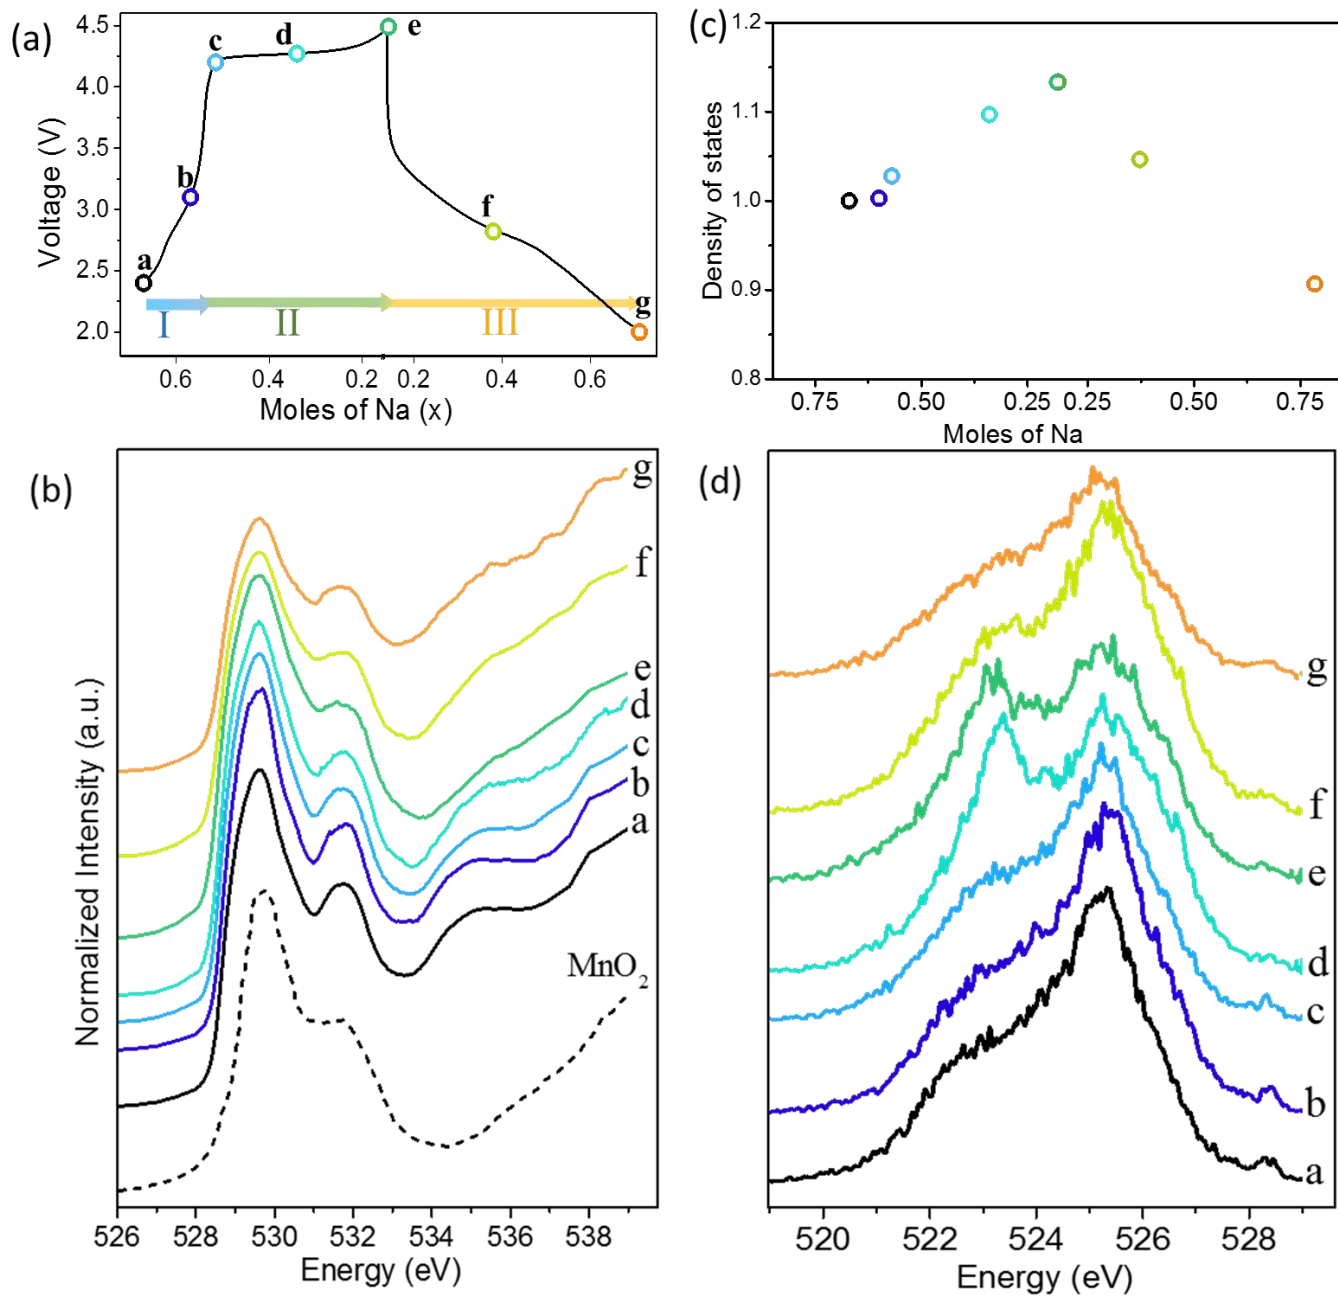 (a)
Voltage (V)
4.5
4.0
3.5
3.0
2.5
2.0
a
b
c
d
e
f
g
I
II
III
0.6
0.4
0.2
0.2
0.4
0.6
Moles of Na (x)
(c)
Density of states
1.2
1.1
1.0
0.9
0.8
0.75
0.50
0.25
0.25
0.50
0.75
Moles of Na
(b)
Normalized Intensity (a.u.)
g
f
e
d
c
b
a
MnO2
526
528
530
532
534
536
538
Energy (eV)
(d)
g
f
e
d
c
b
a
520
522
524
526
528
Energy (eV)